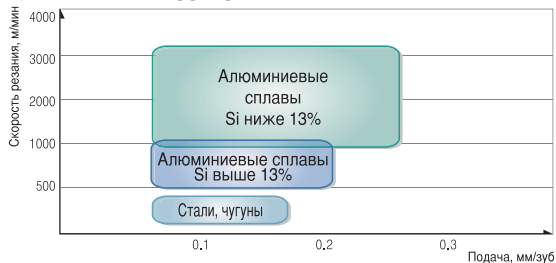 Скорость резания, м/мин
4000
3000
2000
1000
500
Алюминиевые
сплавы
Si ниже 13%
Алюминиевые сплавы
Si выше 13%
Стали, чугуны
0.1 0.2 0.3
Подача, мм/зуб